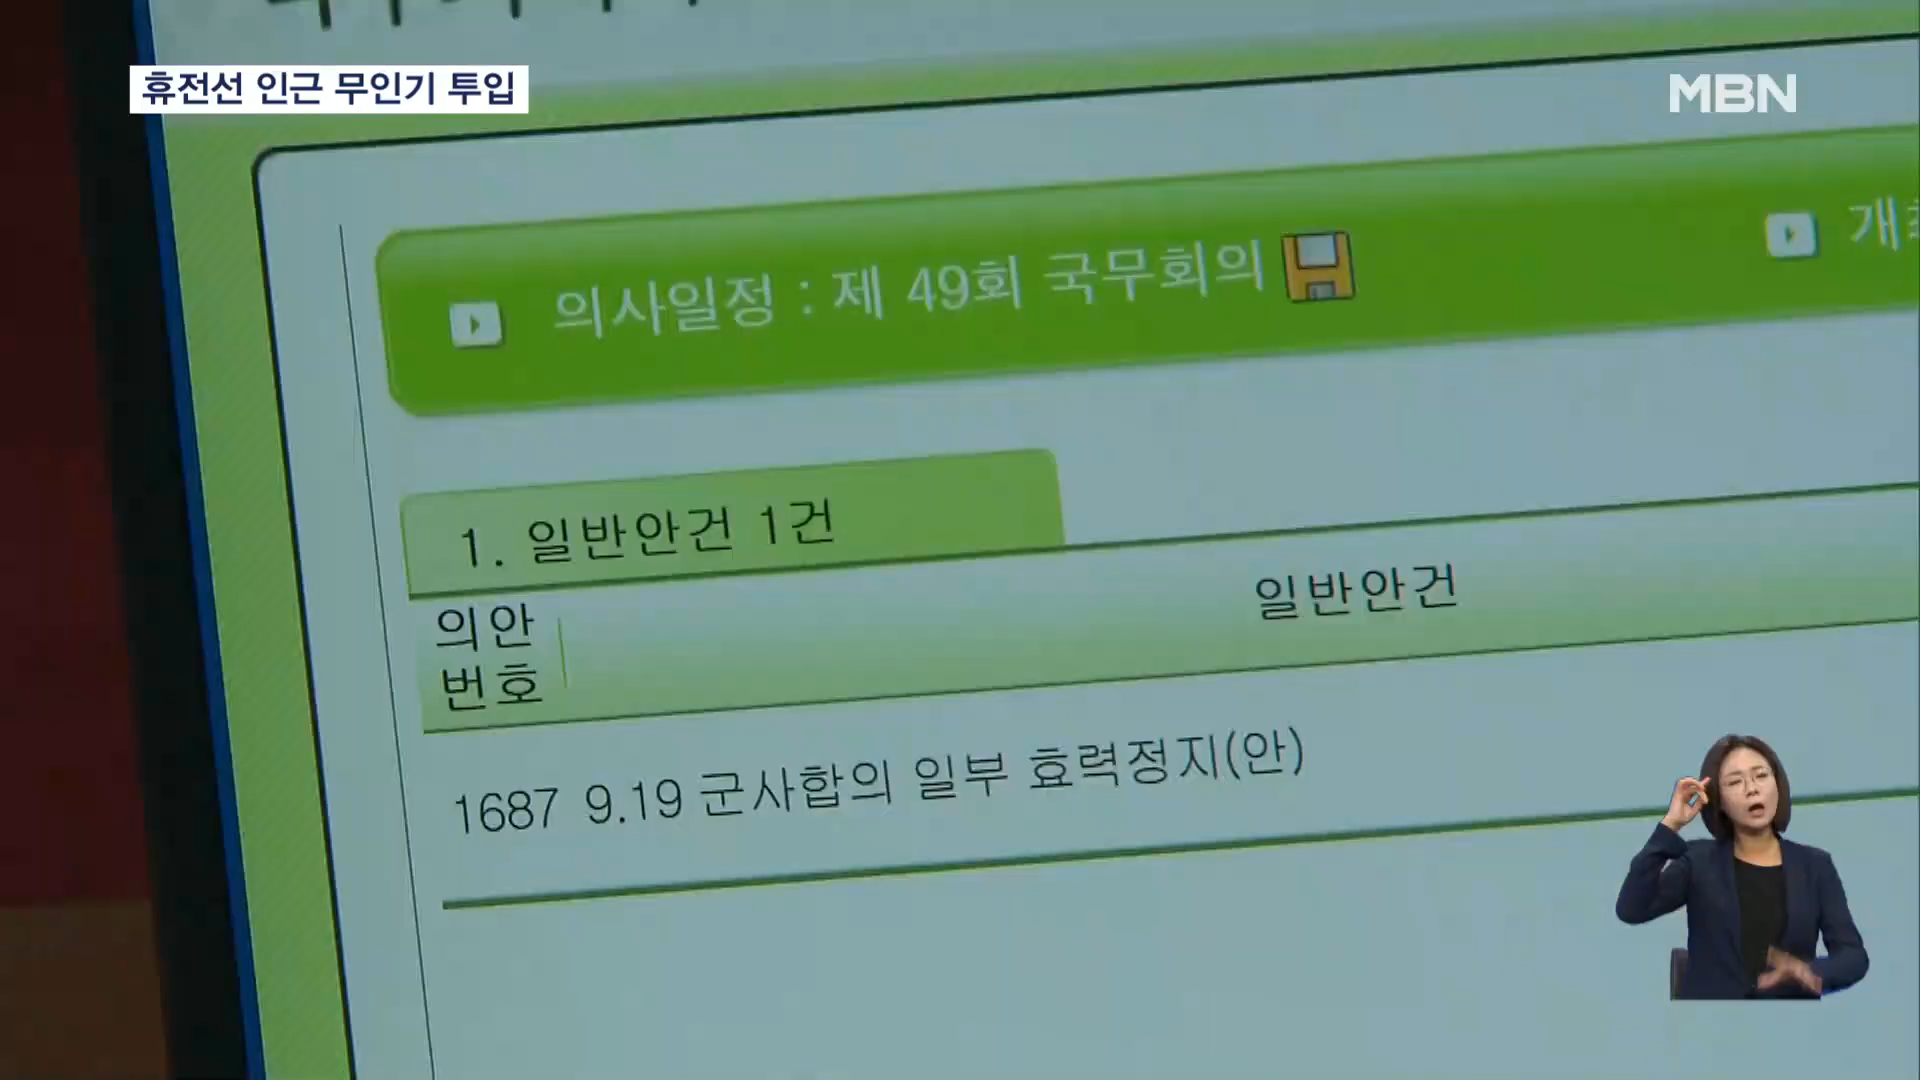 휴전선 인근 무인기 투입
MBN
의사일정 : 제 49회 국무회의
1. 일반안건 1건
의안
번호
일반안건
1687 9.19 군사합의 일부 효력정지(안)